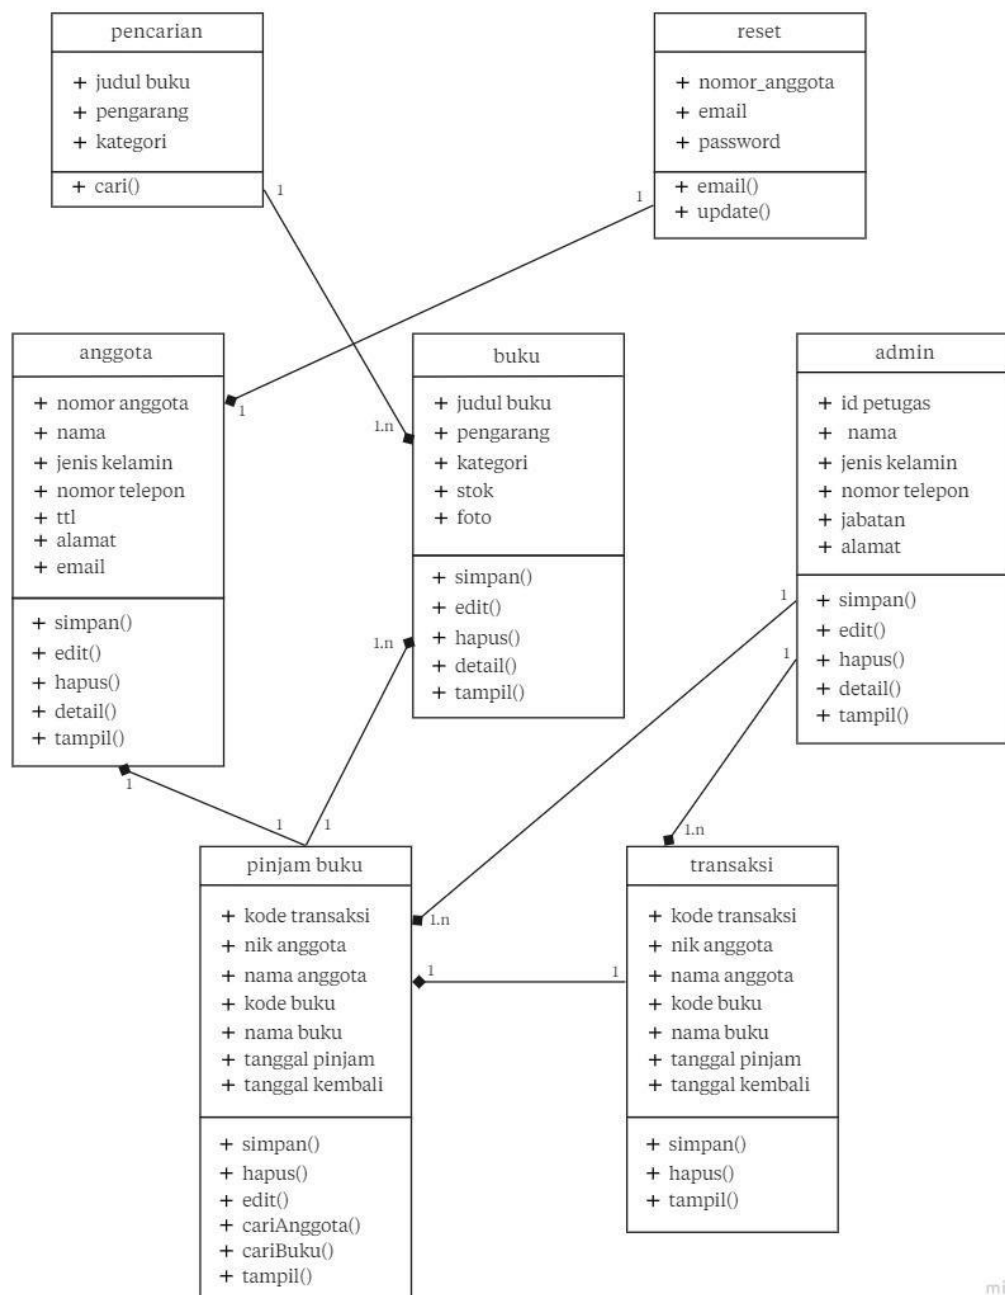 pencarian
+ judul buku
+ pengarang
+ kategori
+ cari()
1
reset
+ nomor_anggota
+ email
+ password
+ email()
+ update()
1
anggota
+ nomor anggota
+ nama
+ jenis kelamin
+ nomor telepon
+ ttl
+ alamat
+ email
+ simpan()
+ edit()
+ hapus()
+ detail()
+ tampil()
1
1
buku
+ judul buku
+ pengarang
+ kategori
+ stok
+ foto
+ simpan()
+ edit()
+ hapus()
+ detail()
+ tampil()
1.n
1.n
admin
+ id petugas
+ nama
+ jenis kelamin
+ nomor telepon
+ jabatan
+ alamat
+ simpan()
+ edit()
+ hapus()
+ detail()
+ tampil()
1
1
1
1
pinjam buku
+ kode transaksi
+ nik anggota
+ nama anggota
+ kode buku
+ nama buku
+ tanggal pinjam
+ tanggal kembali
+ simpan()
+ hapus()
+ edit()
+ cariAnggota()
+ cariBuku()
+ tampil()
1.n
1
1
1.n
transaksi
+ kode transaksi
+ nik anggota
+ nama anggota
+ kode buku
+ nama buku
+ tanggal pinjam
+ tanggal kembali
+ simpan()
+ hapus()
+ tampil()